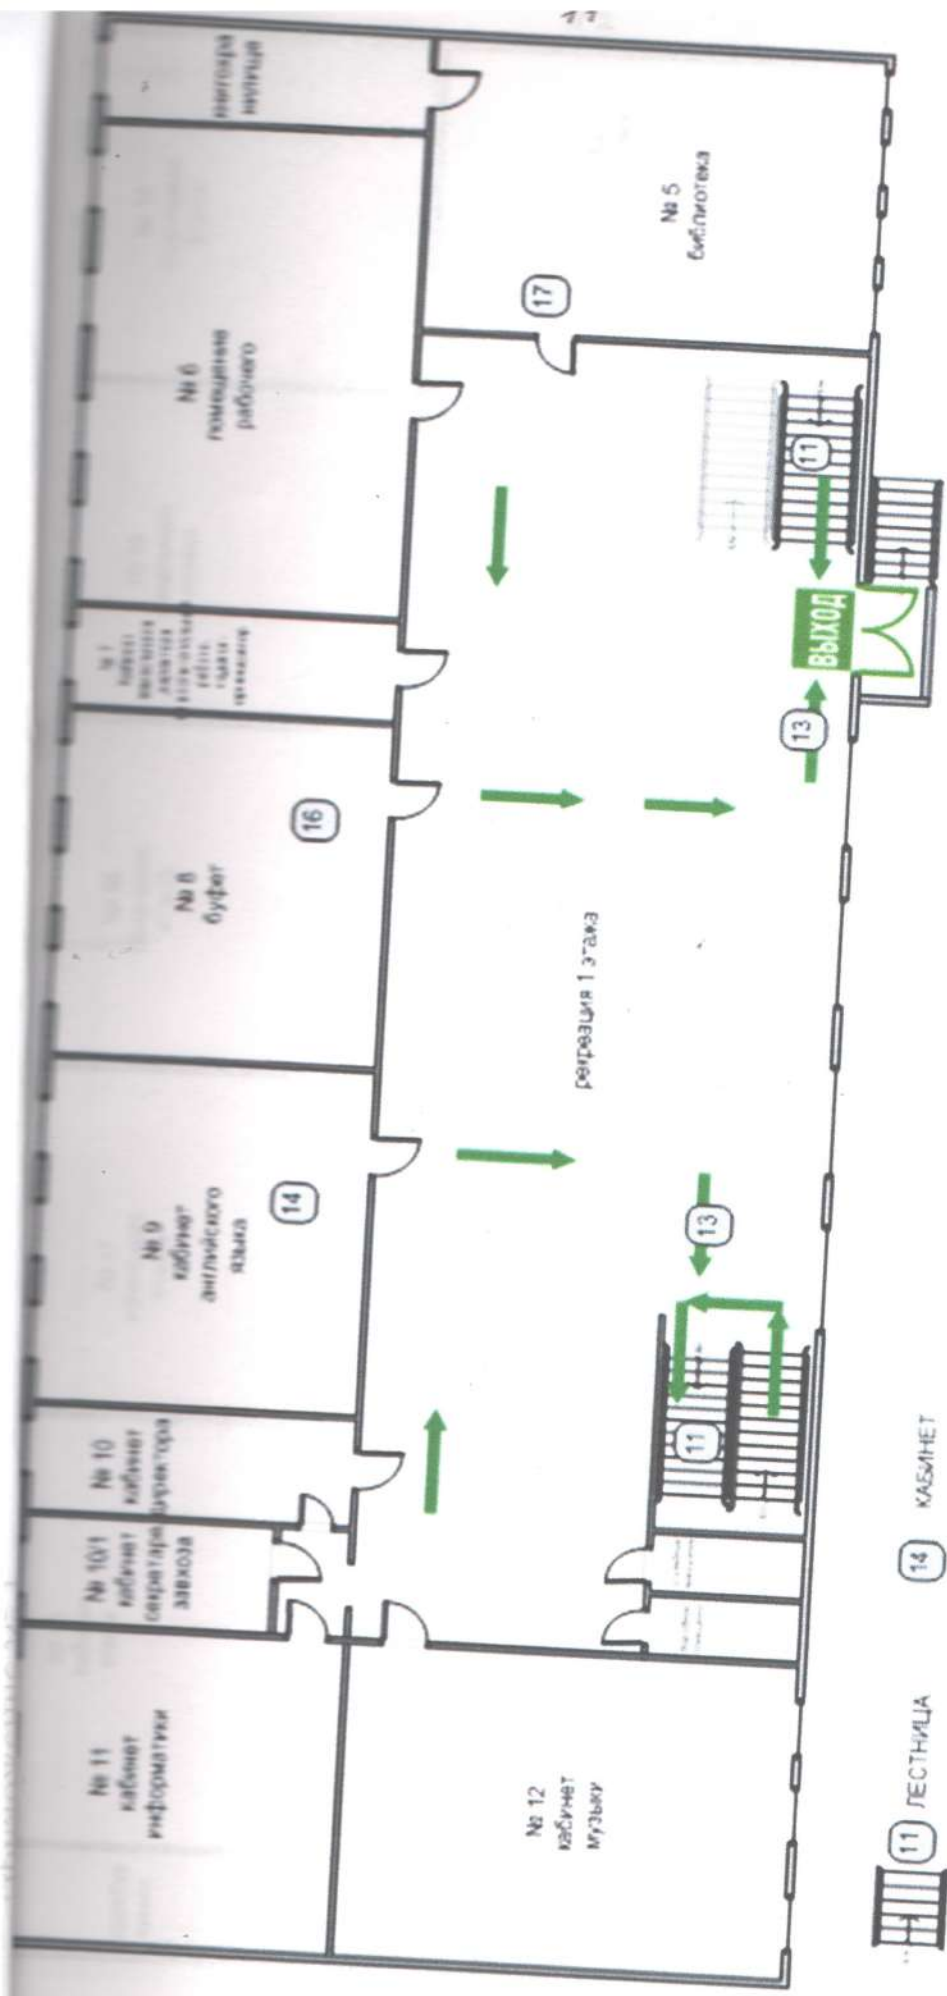 № 11
кабинет
информатики
№ 10/1
кабинет
секретаря
завхоза
№ 10
кабинет
директора
№ 9
кабинет
английского
языка
14
№ 8
буфет
16
№ 6
помещение
рабочего
17
№ 5
библиотека
№ 12
кабинет
музыки
рекреация 1 этажа
11
13
13
ВЫХОД
11
11 ЛЕСТНИЦА
14 КАБИНЕТ